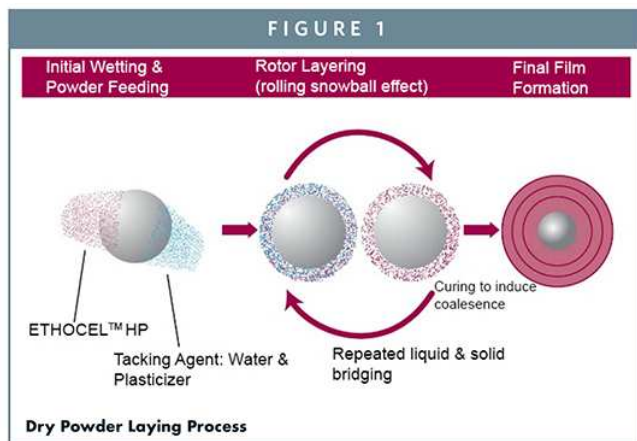 FIGURE 1
Initial Wetting &
Powder Feeding
Rotor Layering
(rolling snowball effect)
Final Film
Formation
ETHOCEL™ HP
Tacking Agent: Water &
Plasticizer
Curing to induce
coalesence
Repeated liquid & solid
bridging
Dry Powder Laying Process